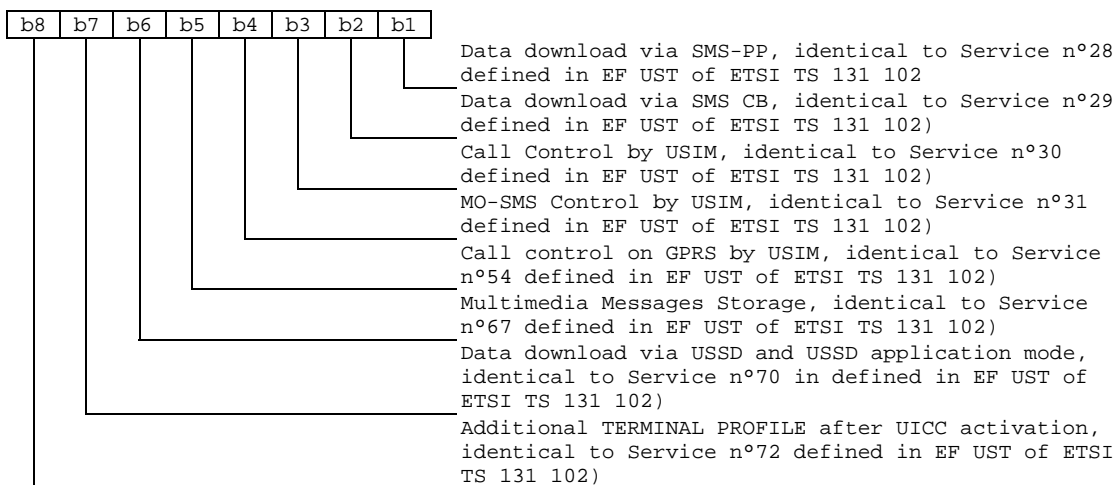 b8 b7 b6 b5 b4 b3 b2 b1
Data download via SMS-PP, identical to Service n°28
defined in EF UST of ETSI TS 131 102
Data download via SMS CB, identical to Service n°29
defined in EF UST of ETSI TS 131 102)
Call Control by USIM, identical to Service n°30
defined in EF UST of ETSI TS 131 102)
MO-SMS Control by USIM, identical to Service n°31
defined in EF UST of ETSI TS 131 102)
Call control on GPRS by USIM, identical to Service
n°54 defined in EF UST of ETSI TS 131 102)
Multimedia Messages Storage, identical to Service
n°67 defined in EF UST of ETSI TS 131 102)
Data download via USSD and USSD application mode,
identical to Service n°70 in defined in EF UST of
ETSI TS 131 102)
Additional TERMINAL PROFILE after UICC activation,
identical to Service n°72 defined in EF UST of ETSI
TS 131 102)